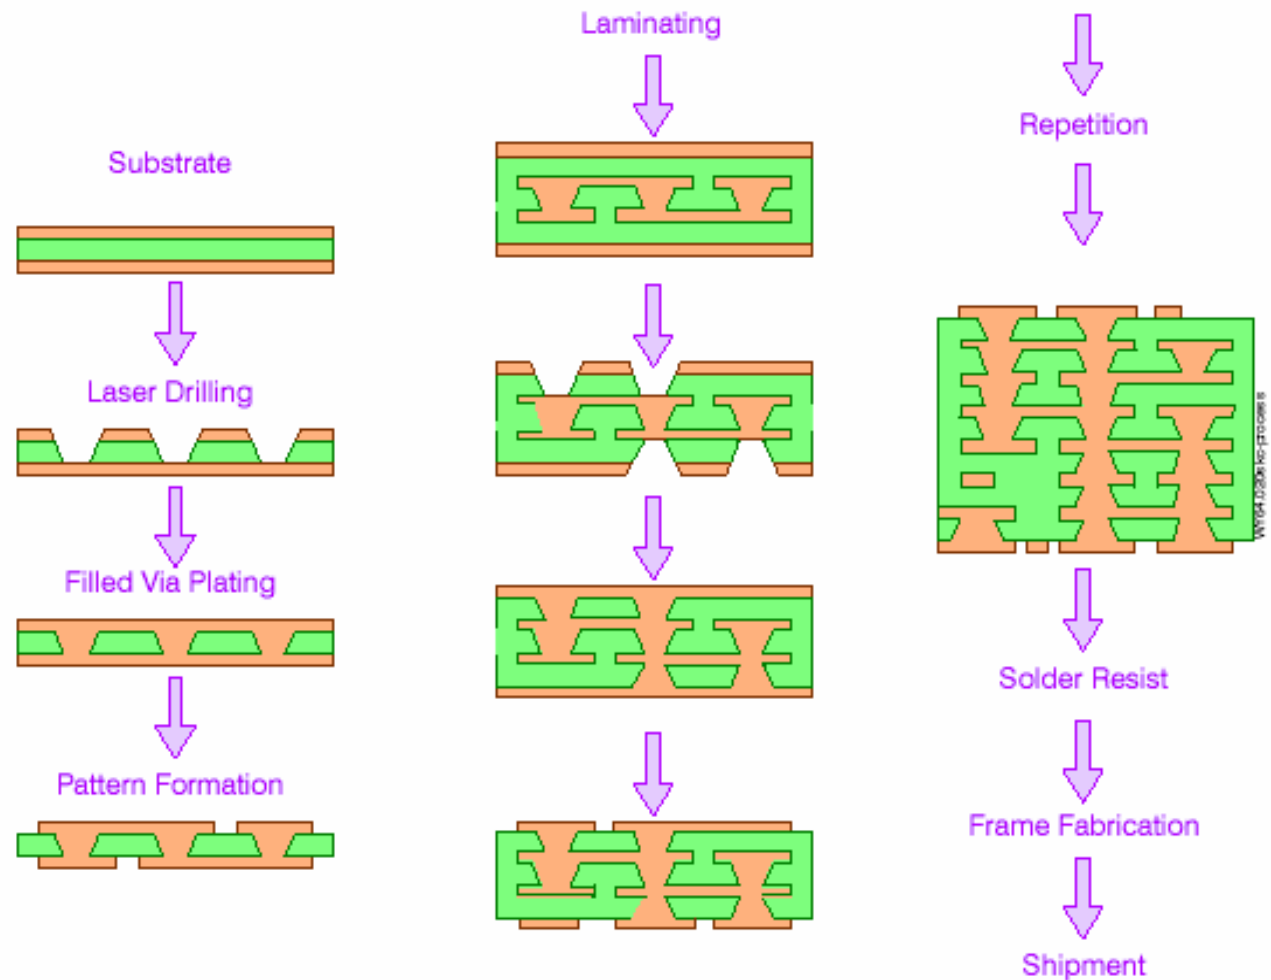 Substrate
Laser Drilling
Filled Via Plating
Pattern Formation
Laminating
Repetition
Solder Resist
Frame Fabrication
Shipment